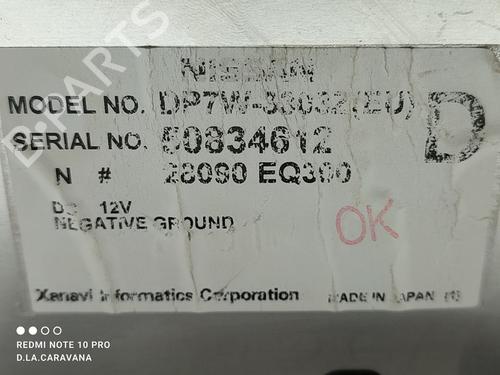 NISSAN
MODEL NO. DP7W-33032(EU)
D
SERIAL NO. 50834612
N # 28090 EQ300
DC 12V
NEGATIVE GROUND
OK
Xanavi Informatics Corporation MADE IN JAPAN
REDMI NOTE 10 PRO
D.LA.CARAVANA